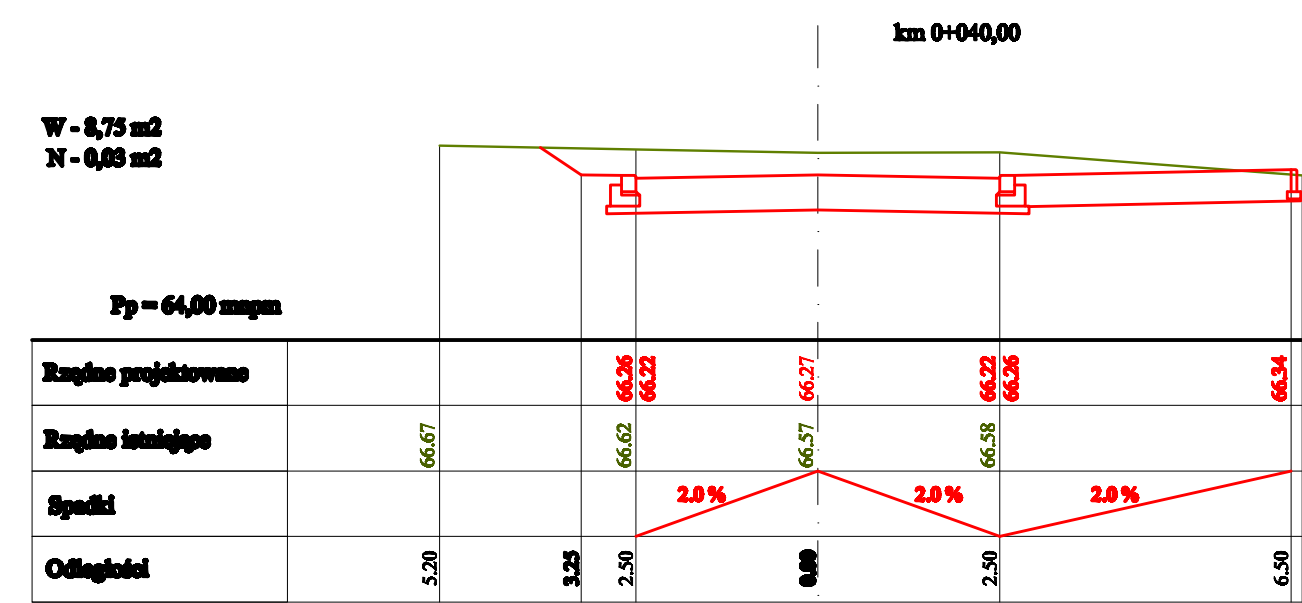 km 0+040,00
W - 8,75 m2
N - 0,03 m2
Pp = 64,00 mnpm
Rzędne projektowane 66.26 66.22 66.27 66.22 66.26 66.34
Rzędne istniejące 66.67 66.62 66.57 66.58
Spadki 2.0 % 2.0 % 2.0 %
Odległości 5.20 3.25 2.50 0.00 2.50 6.50